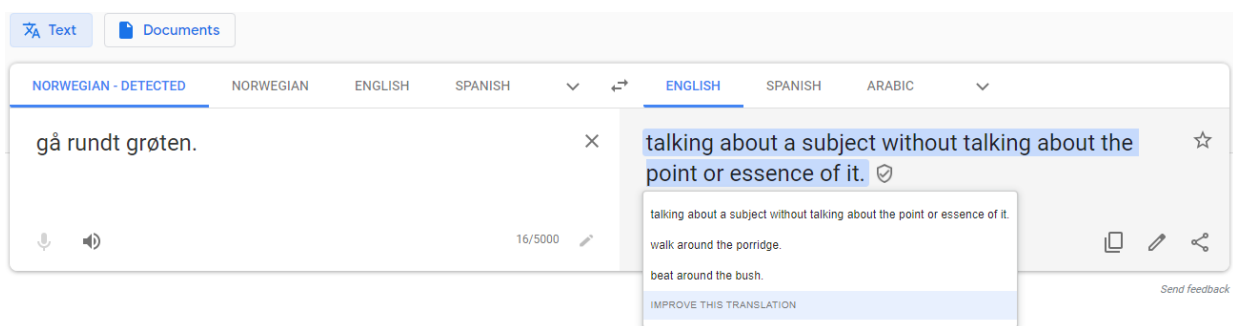 Text Documents
NORWEGIAN - DETECTED NORWEGIAN ENGLISH SPANISH ENGLISH SPANISH ARABIC
gå rundt grøten.
talking about a subject without talking about the
point or essence of it.
talking about a subject without talking about the point or essence of it.
walk around the porridge.
16/5000
beat around the bush.
Send feedback
IMPROVE THIS TRANSLATION